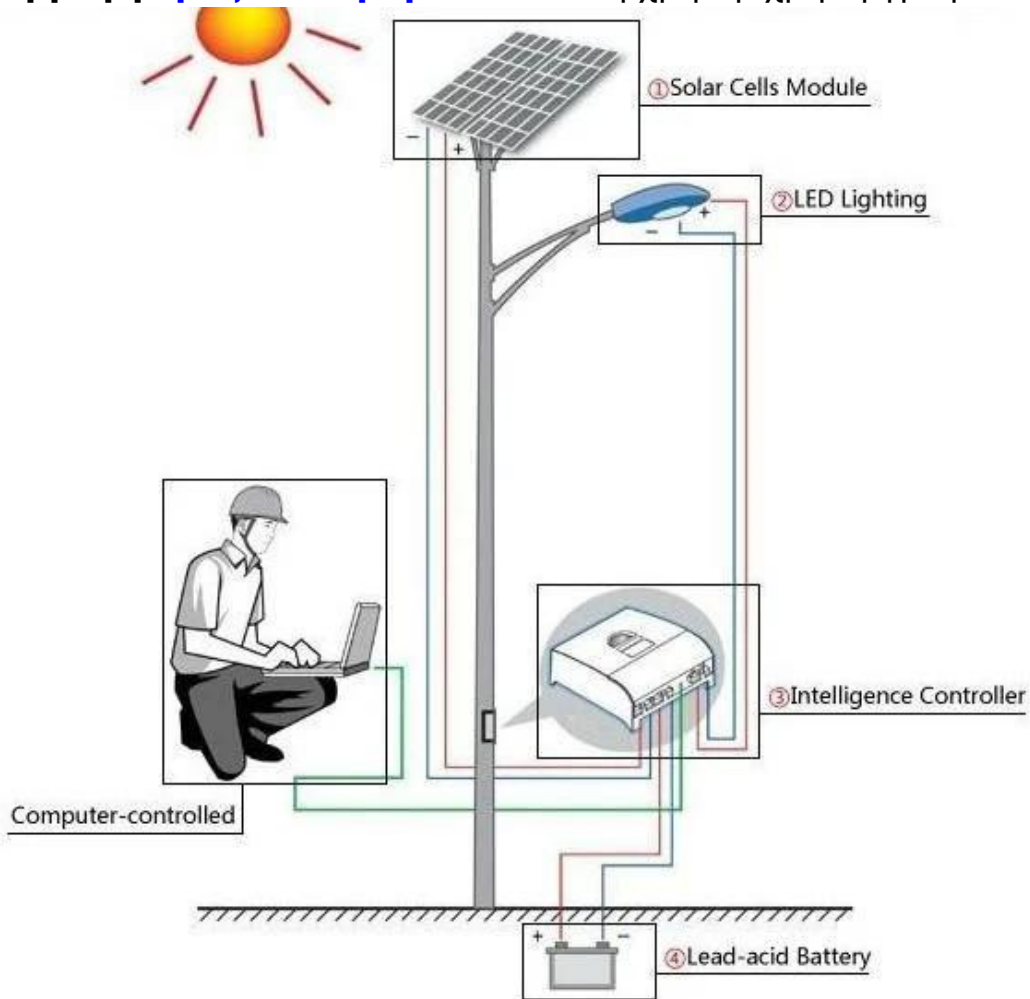 ①Solar Cells Module
−
+
②LED Lighting
+
−
③Intelligence Controller
Computer-controlled
+
−
④Lead-acid Battery